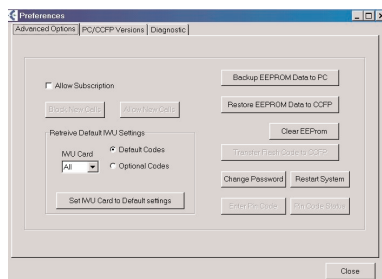 Preferences
Advanced Options PC/CCFP Versions Diagnostic
Allow Subscription
Block New Calls Allow New Calls
Retreive Default IWU Settings
IWU Card
All
Default Codes
Optional Codes
Set IWU Card to Default settings
Backup EEPROM Data to PC
Restore EEPROM Data to CCFP
Clear EEProm
Transfer Flash Code to CCFP
Change Password Restart System
Enter Pin Code Pin Code Status
Close